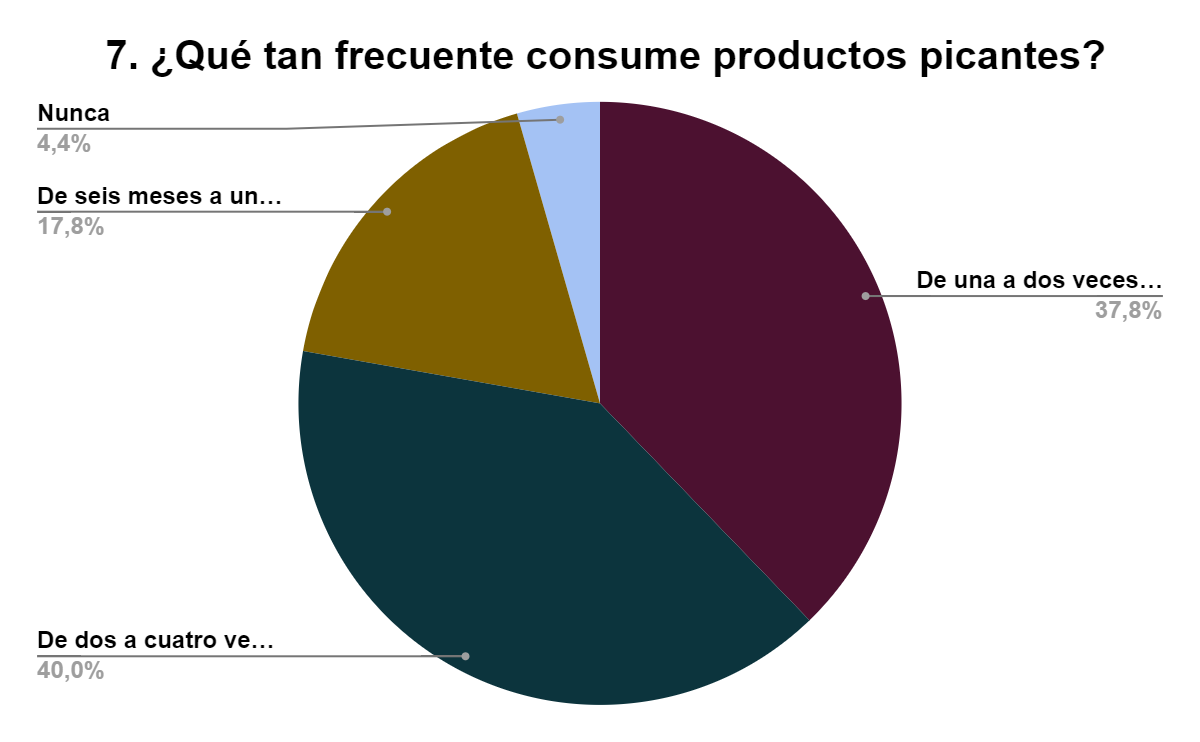 7. ¿Qué tan frecuente consume productos picantes?
Nunca
4,4%
De seis meses a un…
17,8%
De una a dos veces…
37,8%
De dos a cuatro ve…
40,0%